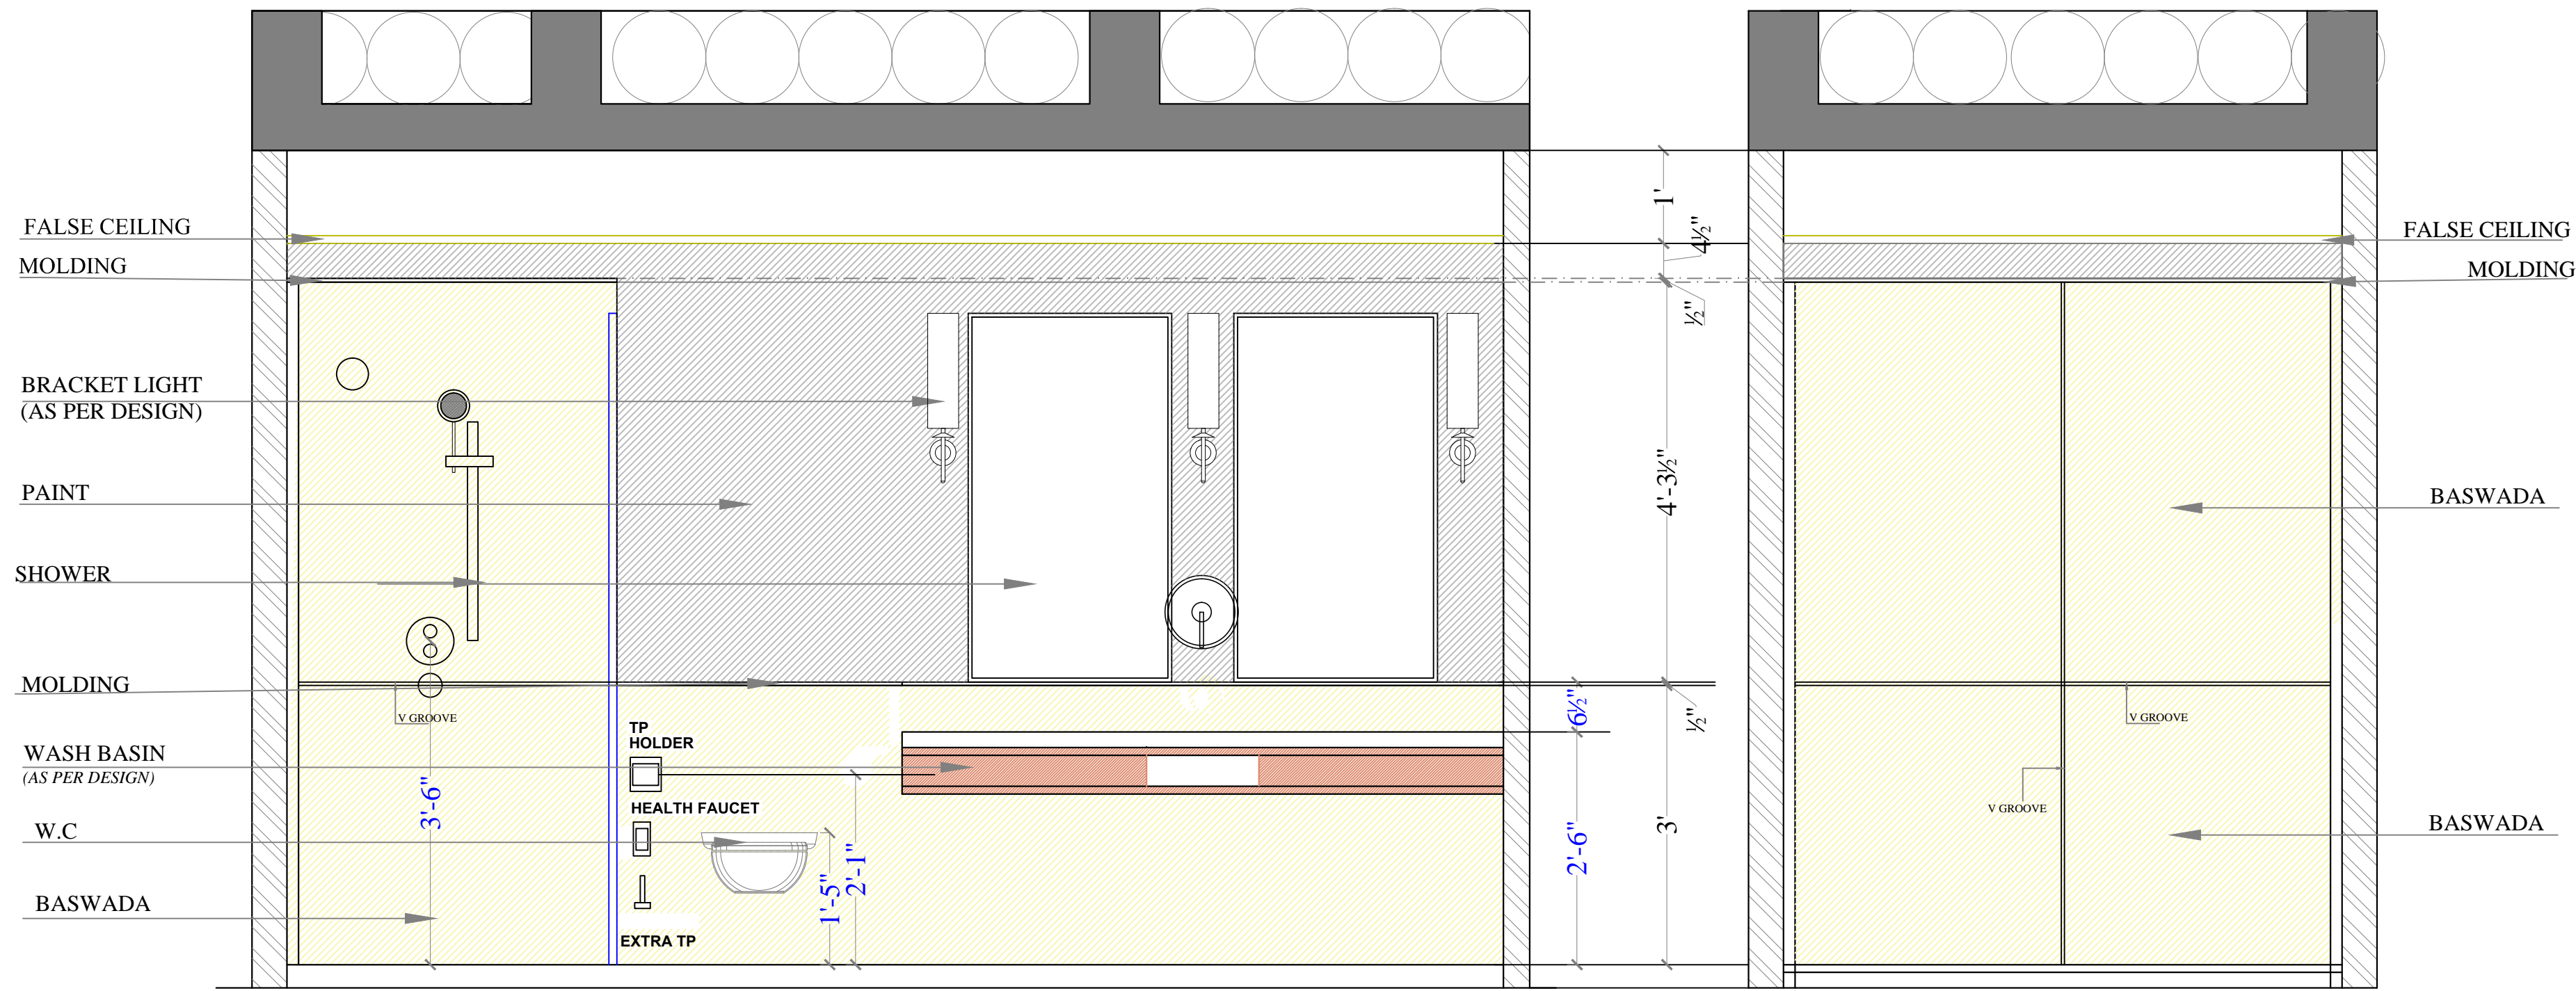 FALSE CEILING
MOLDING
BRACKET LIGHT
(AS PER DESIGN)
PAINT
SHOWER
MOLDING
WASH BASIN
(AS PER DESIGN)
W.C
BASWADA
V GROOVE
3'-6"
TP
HOLDER
HEALTH FAUCET
EXTRA TP
1'-5"
2'-1"
6½"
2'-6"
1'
4½"
½"
4'-3½"
½"
3'
V GROOVE
V GROOVE
FALSE CEILING
MOLDING
BASWADA
BASWADA